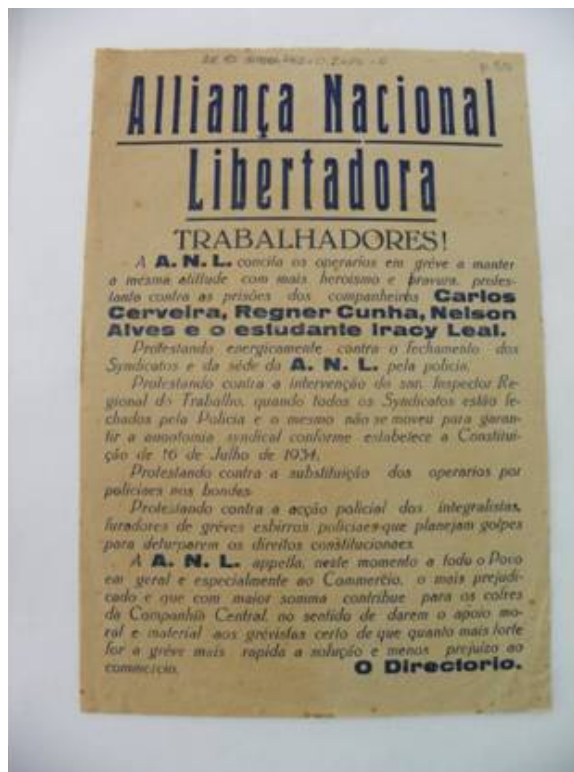 Alliança Nacional
Libertadora
TRABALHADORES!
A A. N. L. concita os operarios em gréve a manter
a mesma attitude com mais heroismo e bravura, protes-
tando contra as prisões dos companheiros Carlos
Cerveira, Regner Cunha, Nelson
Alves e o estudante Iracy Leal.
Protestando energicamente contra o fechamento dos
Syndicatos e da séde da A. N. L. pela policia.
Protestando contra a intervenção do snr. Inspector Re-
gional do Trabalho, quando todos os Syndicatos estão fe-
chados pela Policia e o mesmo não se moveu para garan-
tir a auontomia syndical conforme estabelece a Constitui-
ção de 16 de Julho de 1934.
Protestando contra a substituição dos operarios por
policiaes nos bondes.
Protestando contra a acção policial dos integralistas,
furadores de gréves esbirros policiaes que planejam golpes
para deturparem os direitos constitucionaes
A A. N. L. appella, neste momento a todo o Povo
em geral e especialmente ao Commercio, o mais prejudi-
cado e que com maior somma contribue para os cofres
da Companhia Central, no sentido de darem o apoio mo-
ral e material aos grévistas certo de que quanto mais forte
for a gréve mais rapida a solução e menos prejuizo ao
commercio.
O Directorio.